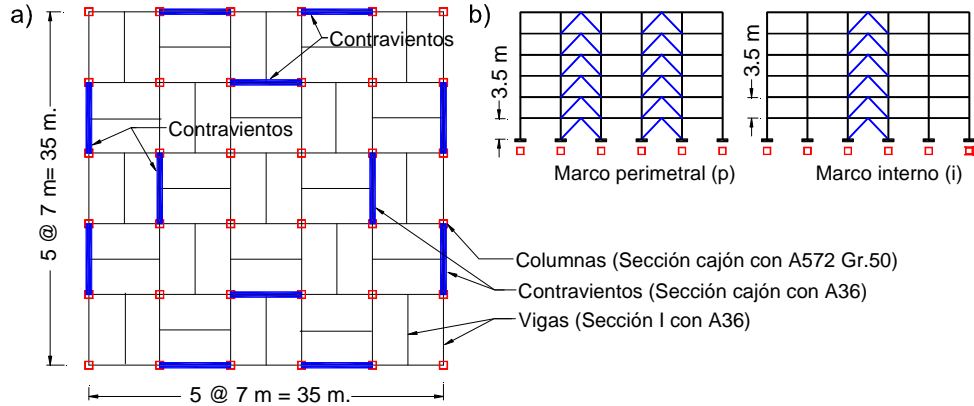 a)
Contravientos
Contravientos
5 @ 7 m= 35 m.
5 @ 7 m = 35 m.
Columnas (Sección cajón con A572 Gr.50)
Contravientos (Sección cajón con A36)
Vigas (Sección I con A36)
b)
3.5 m
Marco perimetral (p)
3.5 m
Marco interno (i)